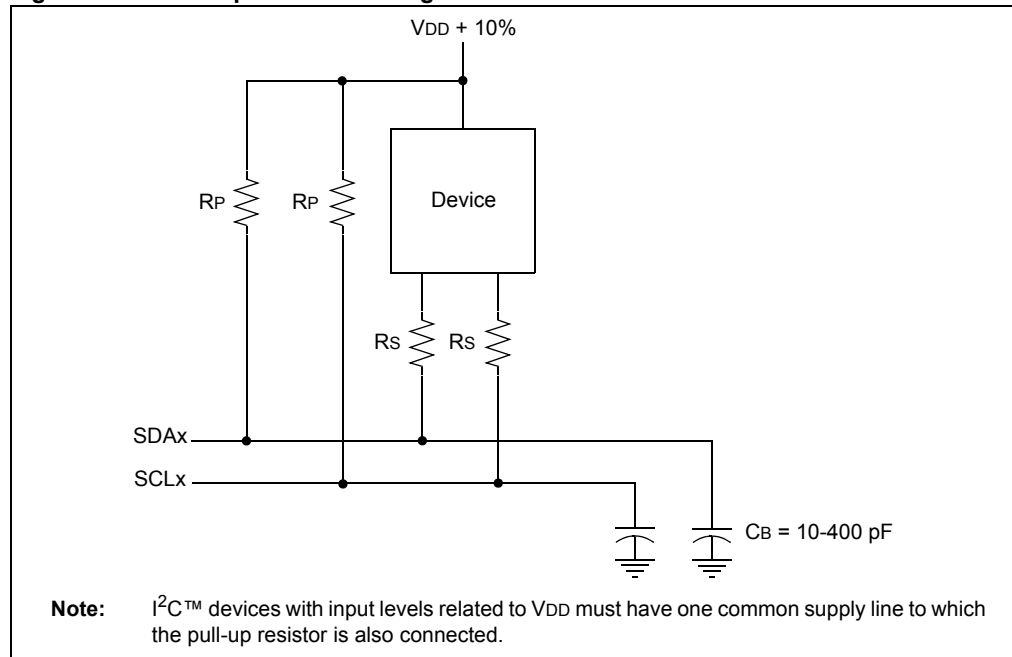 VDD + 10%
RP
RP
Device
RS
RS
SDAx
SCLx
CB = 10-400 pF
Note: I²C™ devices with input levels related to VDD must have one common supply line to which
the pull-up resistor is also connected.